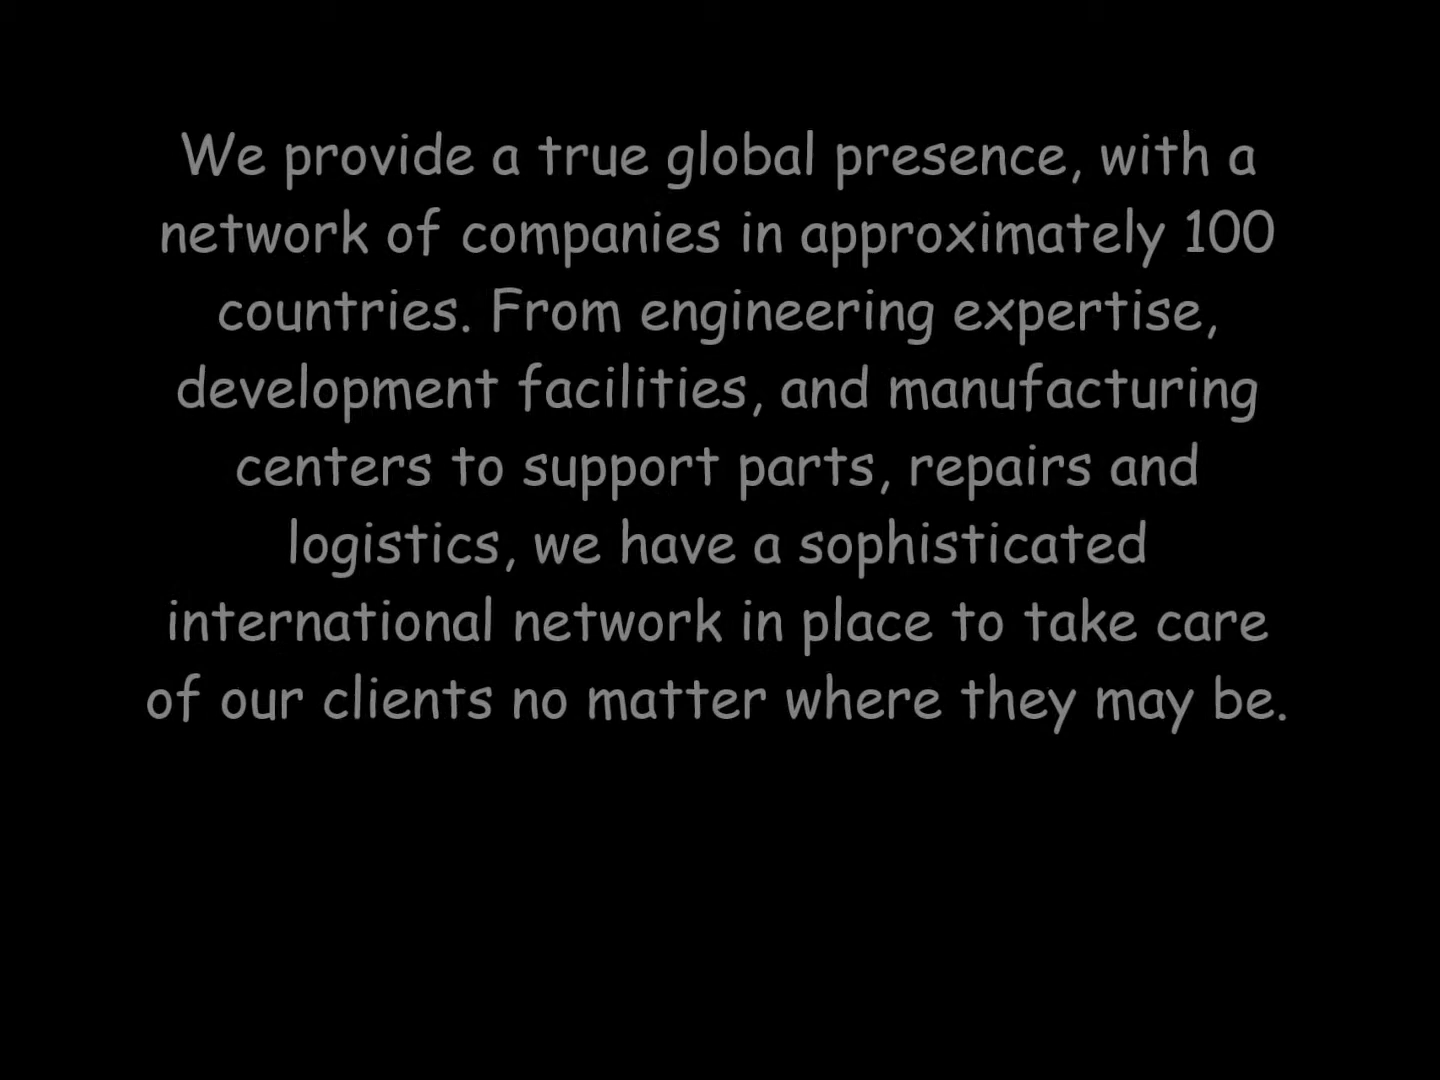 We provide a true global presence, with a
network of companies in approximately 100
countries. From engineering expertise,
development facilities, and manufacturing
centers to support parts, repairs and
logistics, we have a sophisticated
international network in place to take care
of our clients no matter where they may be.